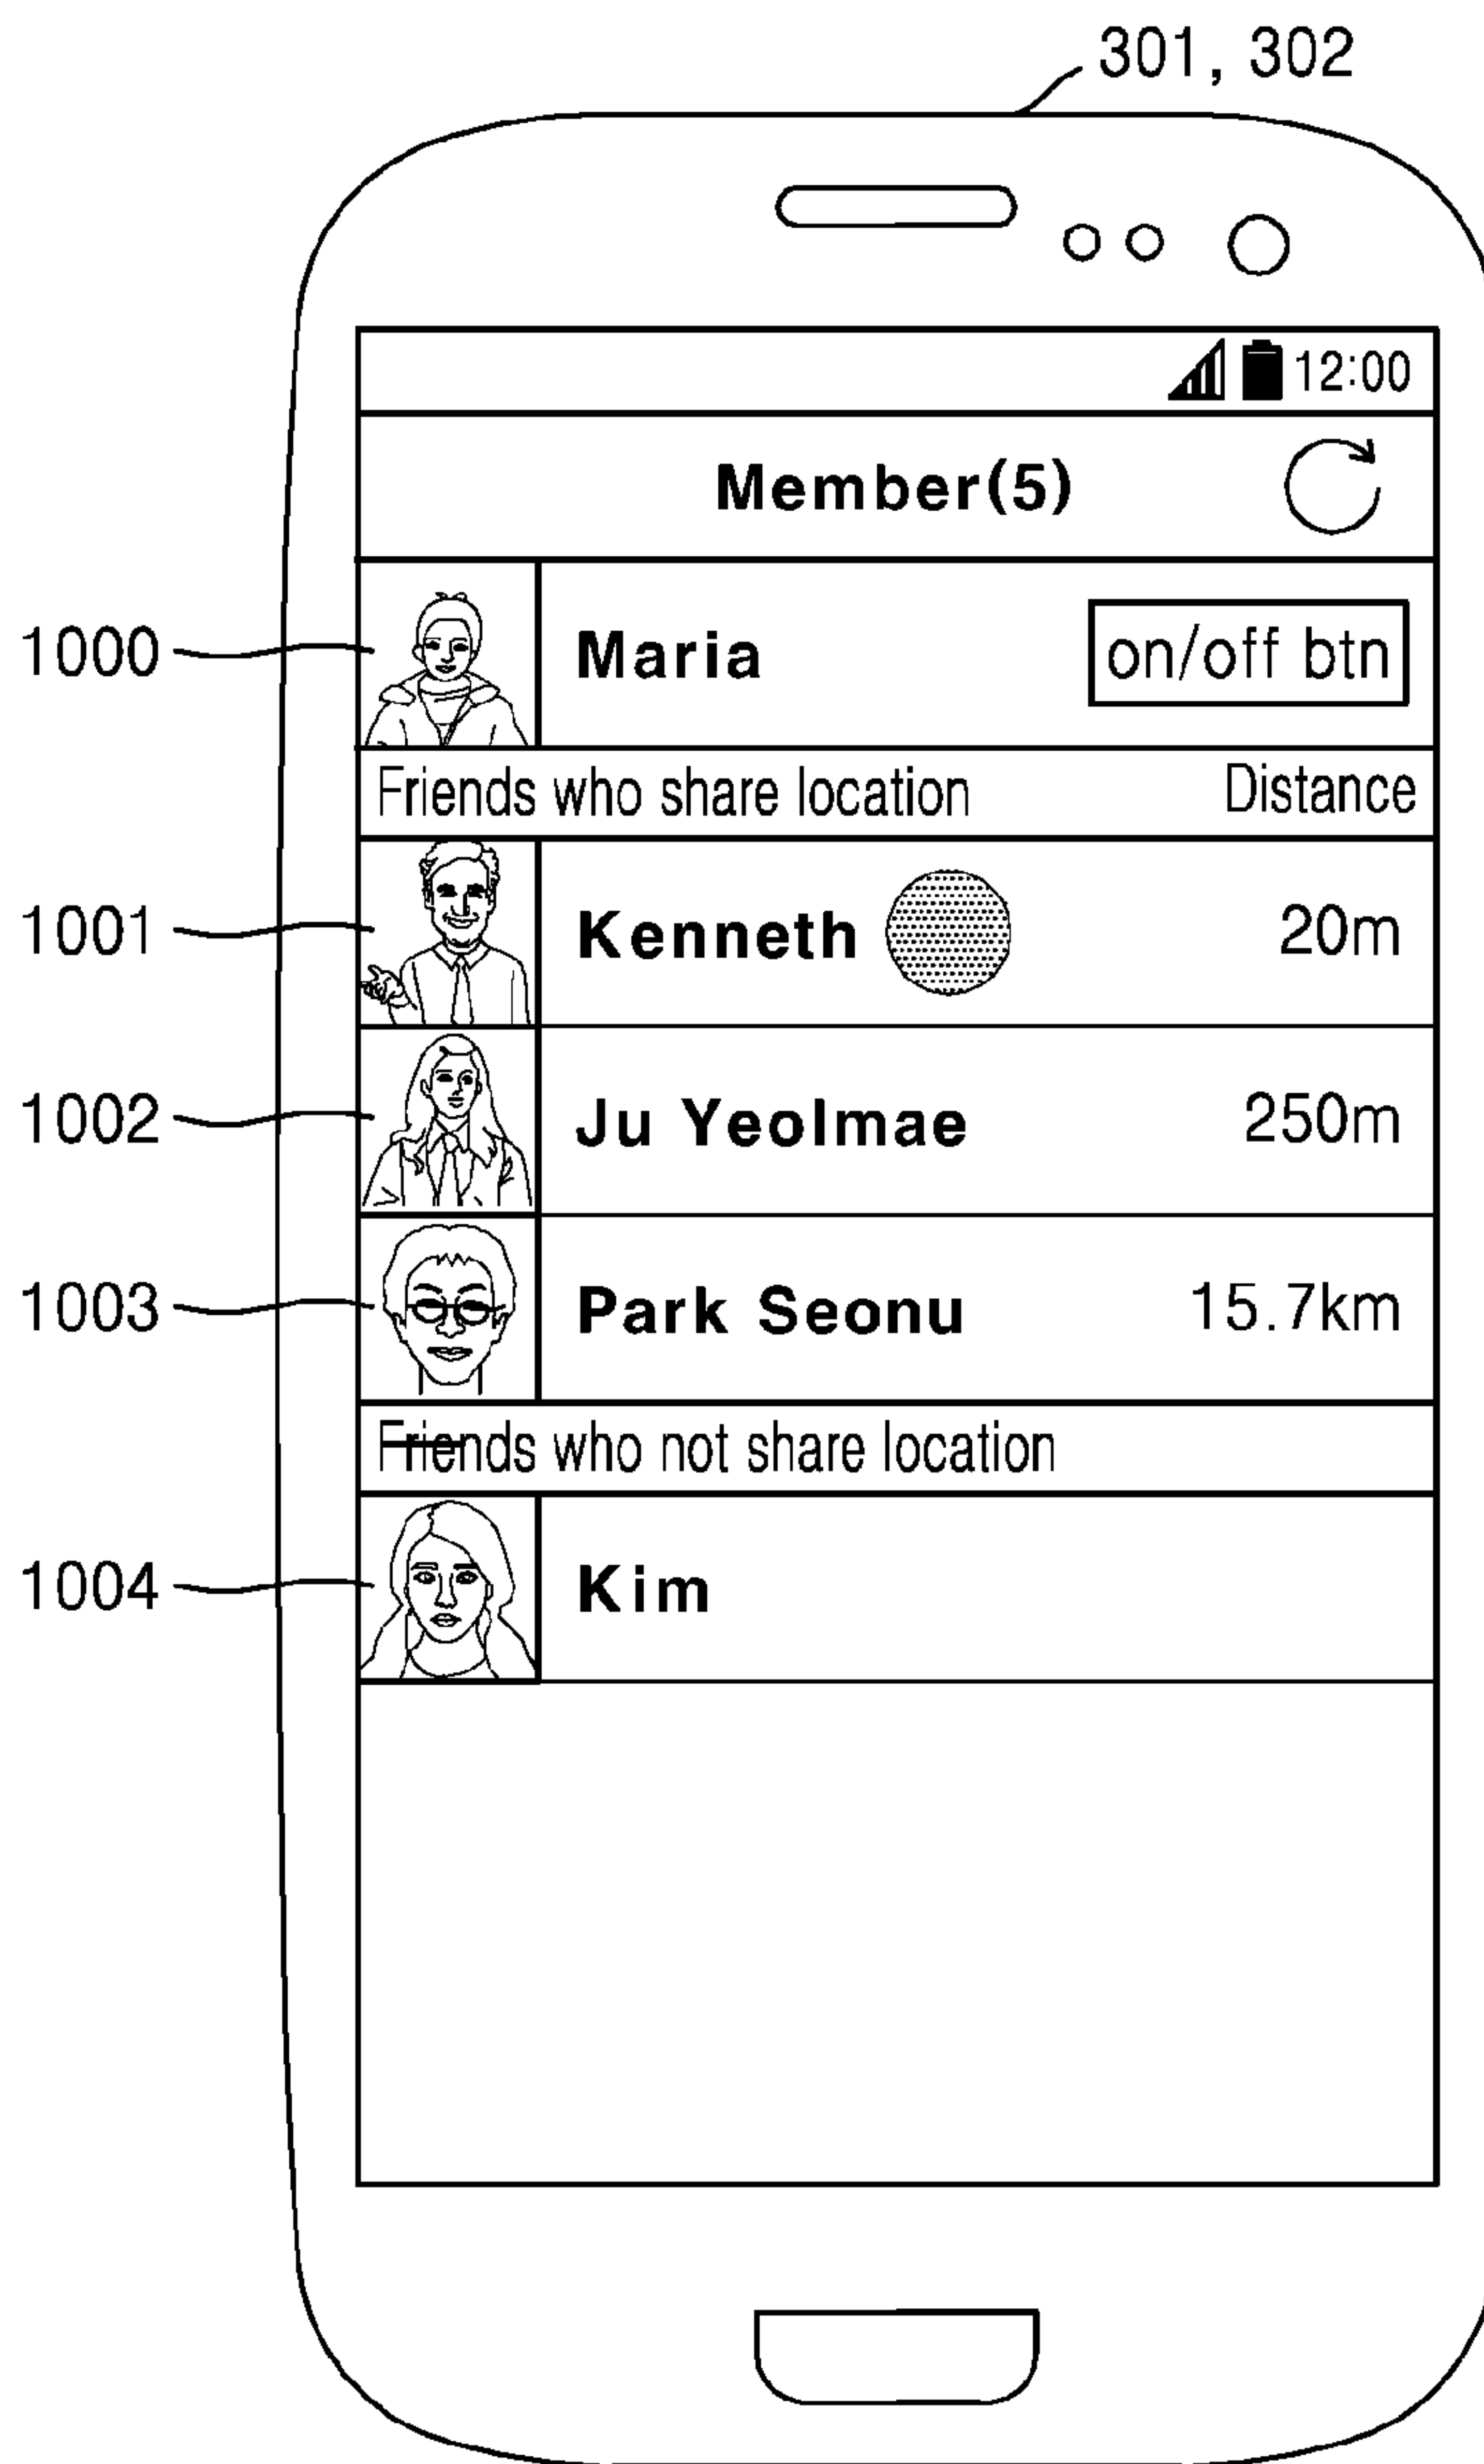 301, 302
12:00
Member(5)
1000 Maria on/off btn
Friends who share location Distance
1001 Kenneth 20m
1002 Ju Yeolmae 250m
1003 Park Seonu 15.7km
Friends who not share location
1004 Kim